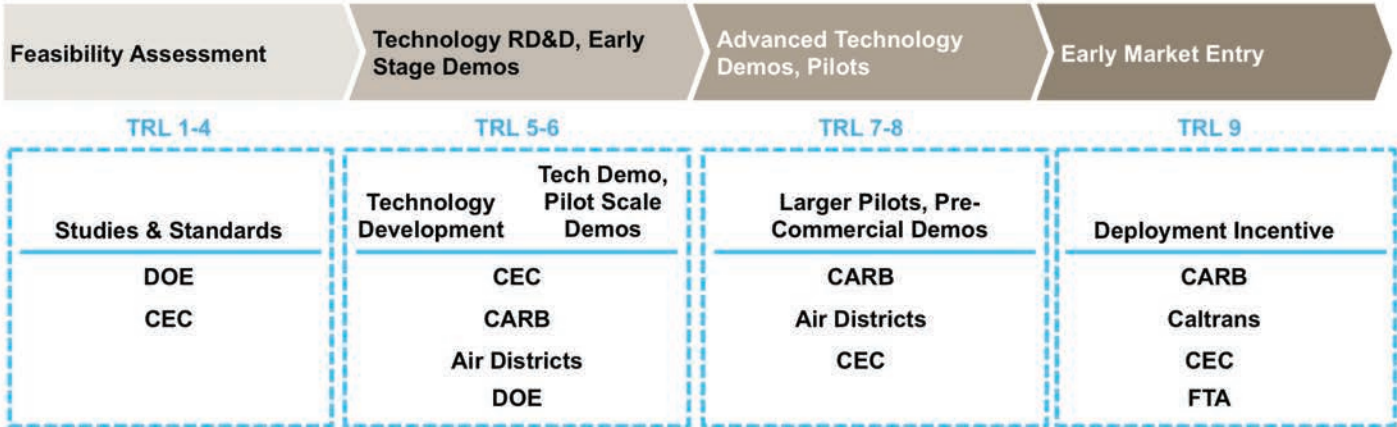 Feasibility Assessment
Technology RD&D, Early
Stage Demos
Advanced Technology
Demos, Pilots
Early Market Entry
TRL 1-4
TRL 5-6
TRL 7-8
TRL 9
Studies & Standards
DOE
CEC
Technology
Development
Tech Demo,
Pilot Scale
Demos
CEC
CARB
Air Districts
DOE
Larger Pilots, Pre-
Commercial Demos
CARB
Air Districts
CEC
Deployment Incentive
CARB
Caltrans
CEC
FTA